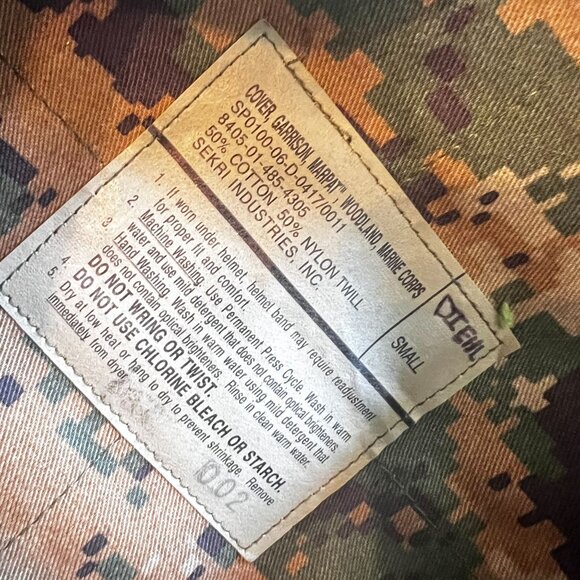 COVER, GARRISON, MARPAT™ WOODLAND, MARINE CORPS
SP0100-06-D-0417/0011
8405-01-485-4305
50% COTTON 50% NYLON TWILL
SEKRI INDUSTRIES, INC.
DIEHL
SMALL
1. If worn under helmet, helmet band may require readjustment
for proper fit and Comfort.
2. Machine Washing. Use Permanent Press Cycle. Wash in warm
water and use mild detergent that does not contain optical brighteners.
3. Hand Washing. Wash in warm water using mild detergent that
does not contain optical brighteners. Rinse in clean warm water.
4. DO NOT WRING OR TWIST.
5. DO NOT USE CHLORINE BLEACH OR STARCH.
Dry at low heat or hang to dry to prevent shrinkage. Remove
immediately from dryer.